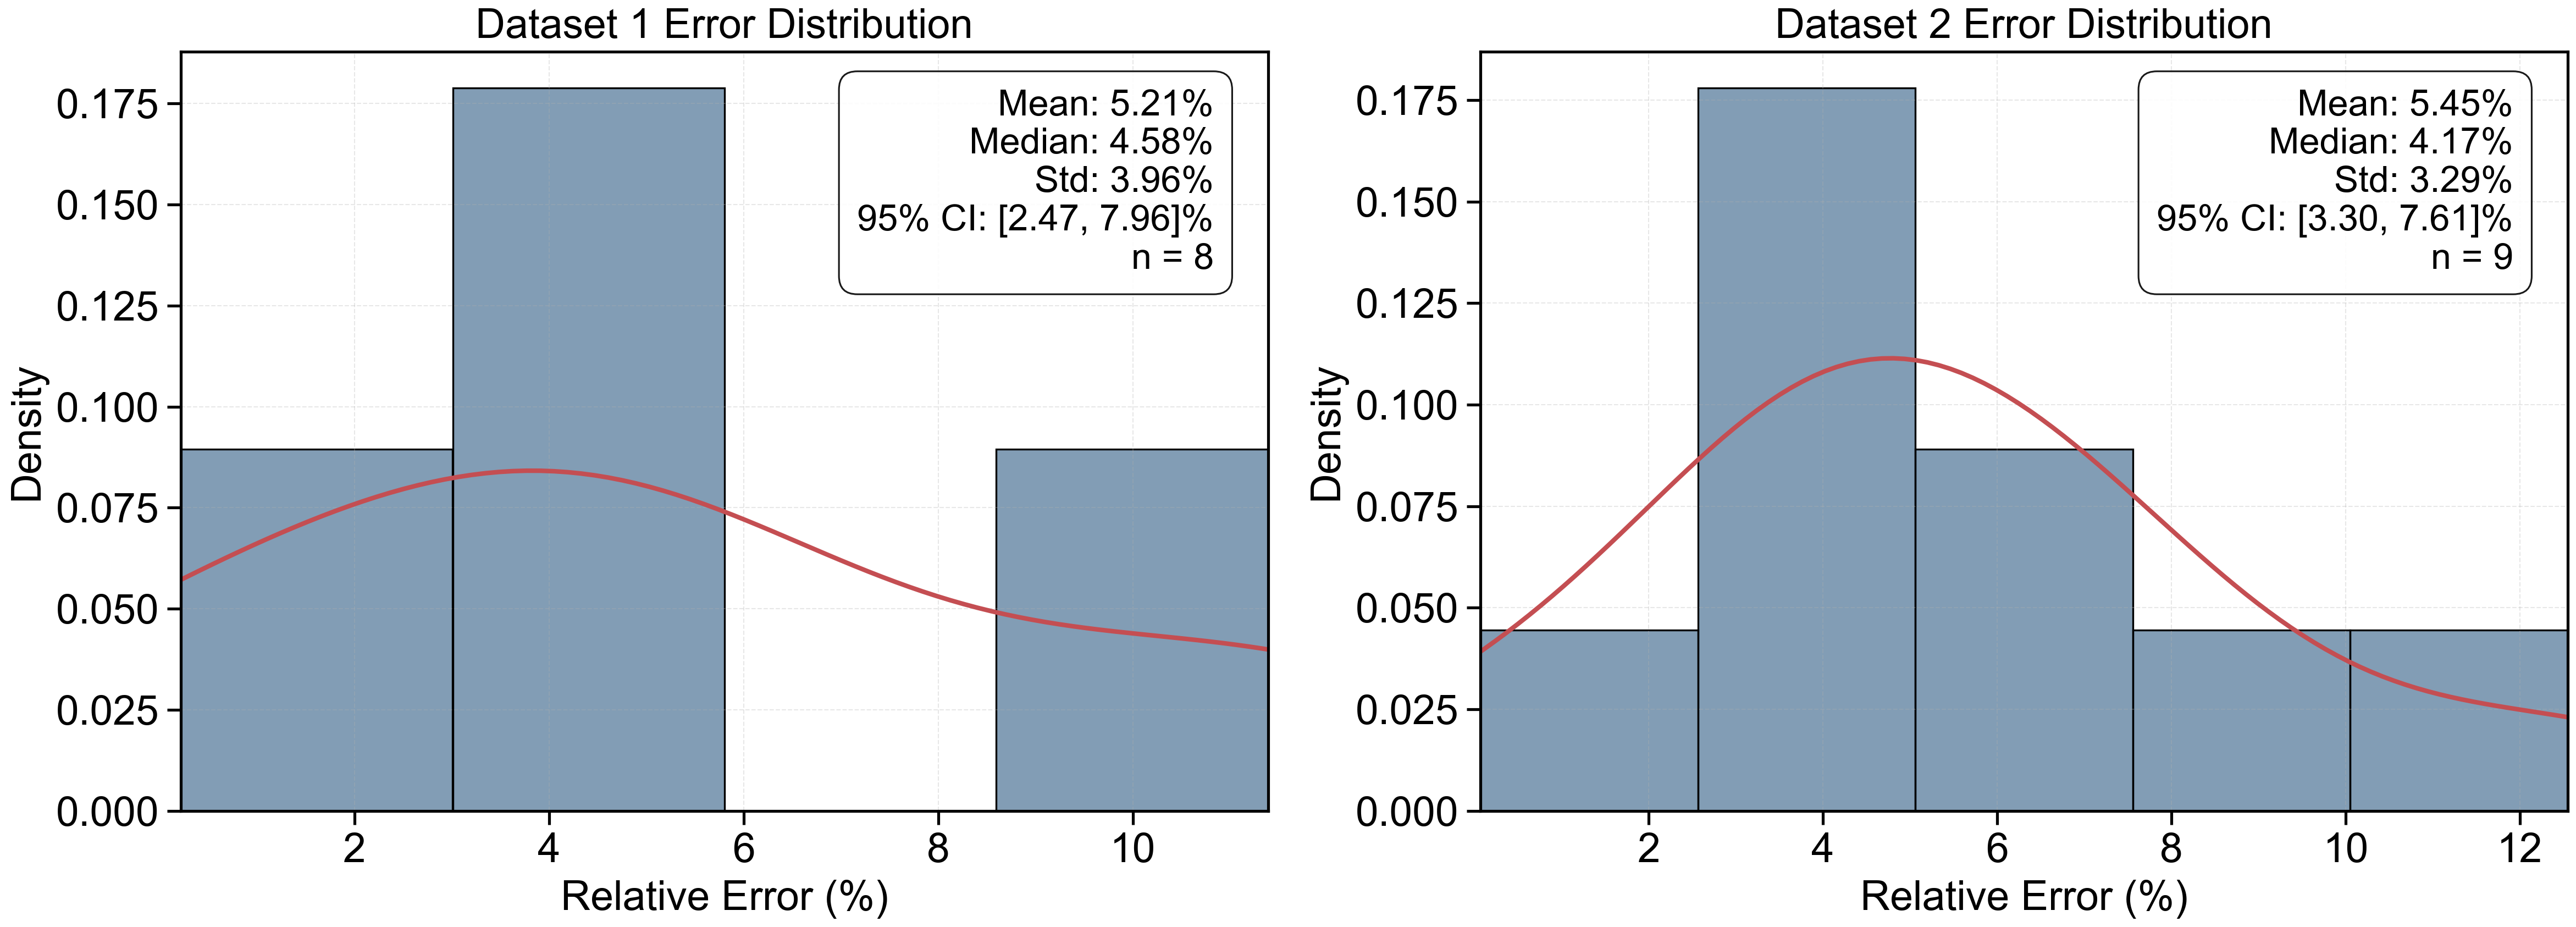 Dataset 1 Error Distribution
Mean: 5.21%
Median: 4.58%
Std: 3.96%
95% CI: [2.47, 7.96]%
n = 8
Density
0.175
0.150
0.125
0.100
0.075
0.050
0.025
0.000
2 4 6 8 10
Relative Error (%)
Dataset 2 Error Distribution
Mean: 5.45%
Median: 4.17%
Std: 3.29%
95% CI: [3.30, 7.61]%
n = 9
Density
0.175
0.150
0.125
0.100
0.075
0.050
0.025
0.000
2 4 6 8 10 12
Relative Error (%)